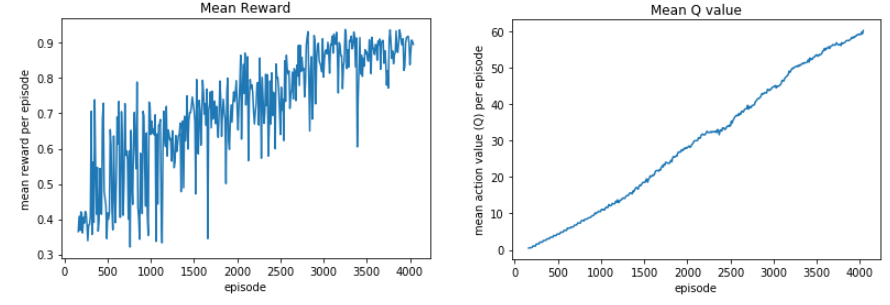 Mean Reward
mean reward per episode
0.9
0.8
0.7
0.6
0.5
0.4
0.3
0 500 1000 1500 2000 2500 3000 3500 4000
episode
Mean Q value
mean action value (Q) per episode
60
50
40
30
20
10
0
0 500 1000 1500 2000 2500 3000 3500 4000
episode